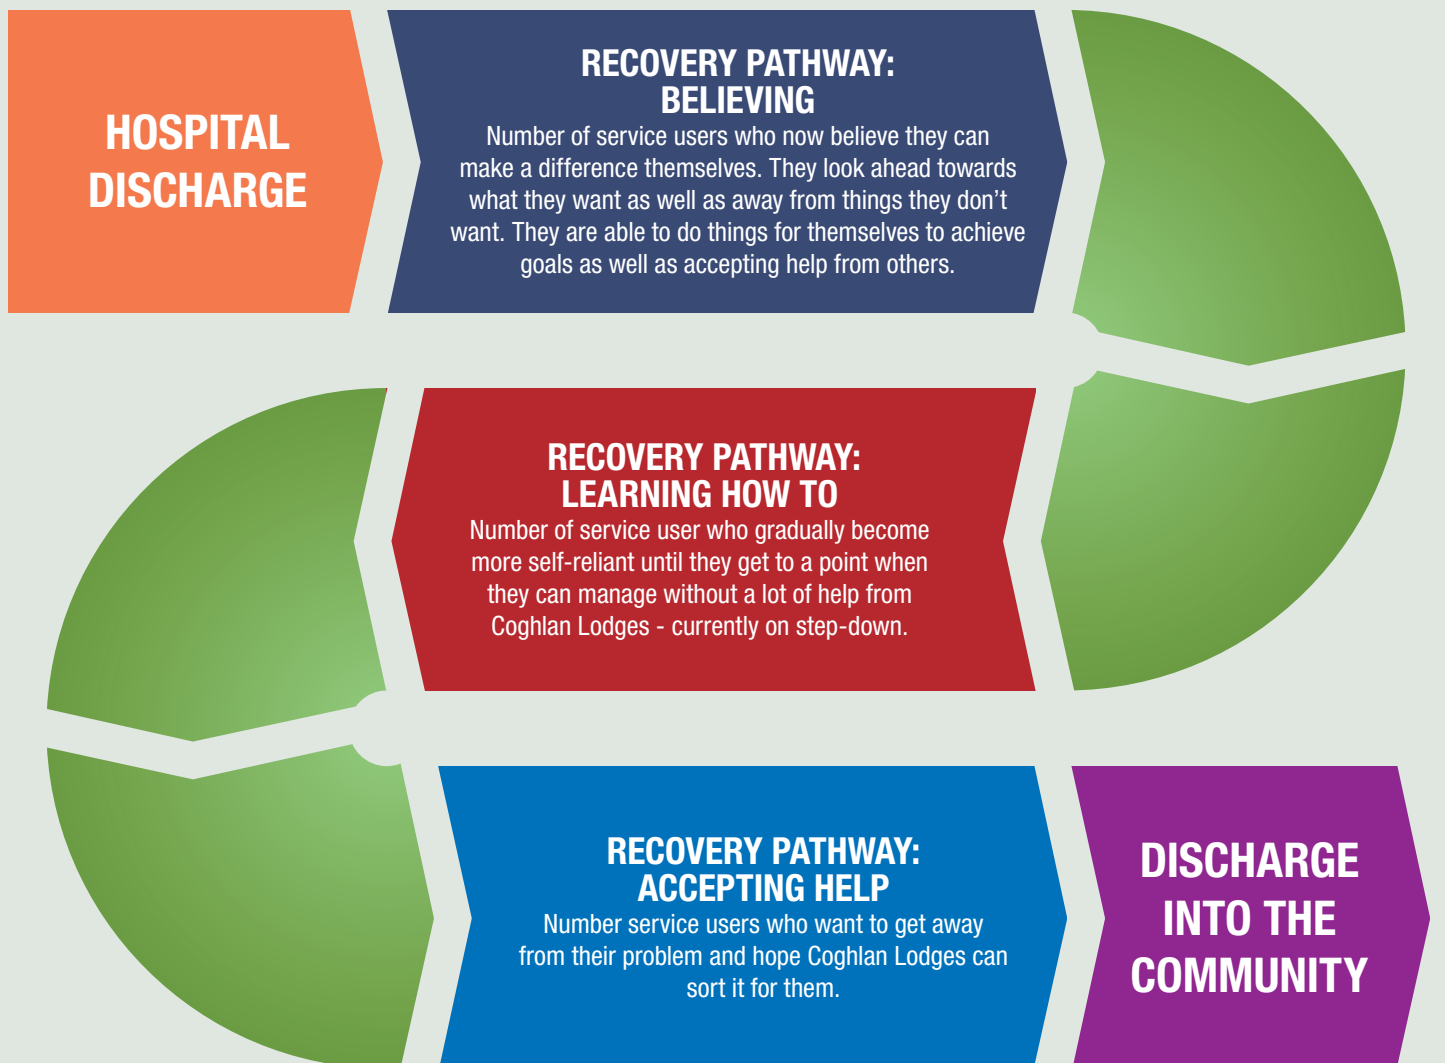 HOSPITAL
DISCHARGE
RECOVERY PATHWAY:
BELIEVING
Number of service users who now believe they can
make a difference themselves. They look ahead towards
what they want as well as away from things they don’t
want. They are able to do things for themselves to achieve
goals as well as accepting help from others.
RECOVERY PATHWAY:
LEARNING HOW TO
Number of service user who gradually become
more self-reliant until they get to a point when
they can manage without a lot of help from
Coghlan Lodges - currently on step-down.
RECOVERY PATHWAY:
ACCEPTING HELP
Number service users who want to get away
from their problem and hope Coghlan Lodges can
sort it for them.
DISCHARGE
INTO THE
COMMUNITY